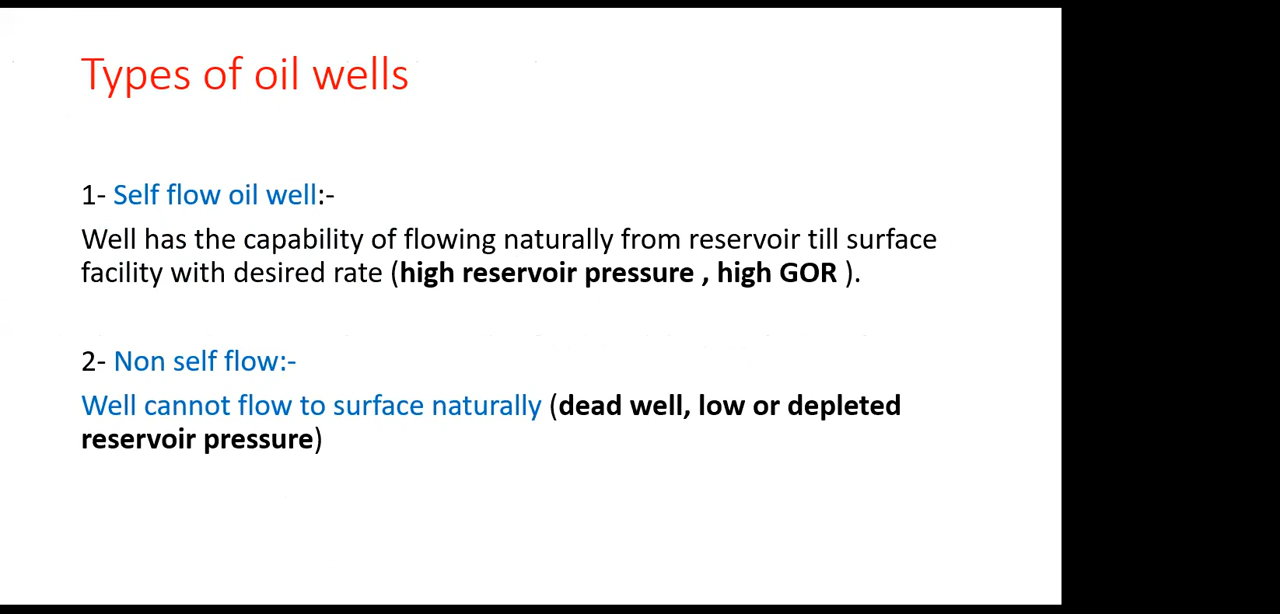 Types of oil wells
1- Self flow oil well:-
Well has the capability of flowing naturally from reservoir till surface
facility with desired rate (high reservoir pressure , high GOR ).
2- Non self flow:-
Well cannot flow to surface naturally (dead well, low or depleted
reservoir pressure)